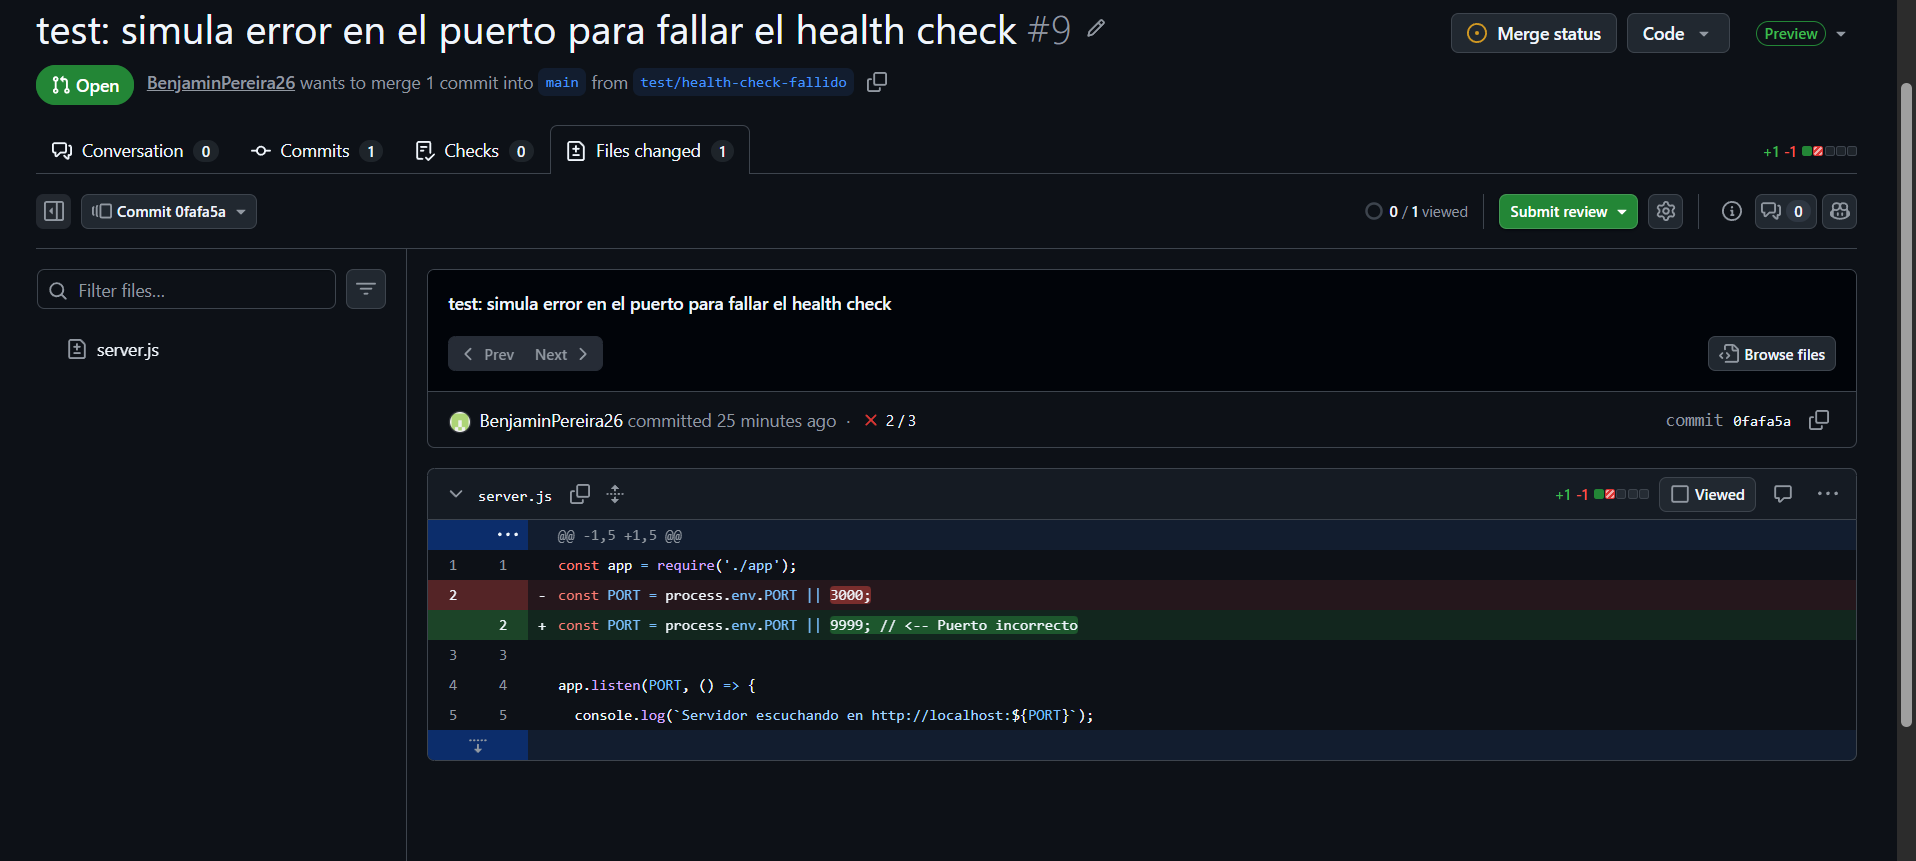 test: simula error en el puerto para fallar el health check #9
Merge status
Code
Preview
Open
BenjaminPereira26 wants to merge 1 commit into main from test/health-check-fallido
Conversation 0
Commits 1
Checks 0
Files changed 1
+1 -1
Commit 0fafa5a
0 / 1 viewed
Submit review
0
Filter files...
server.js
test: simula error en el puerto para fallar el health check
Prev
Next
Browse files
BenjaminPereira26 committed 25 minutes ago · 2 / 3
commit 0fafa5a
server.js
+1 -1
Viewed
@@ -1,5 +1,5 @@
1 1 const app = require('./app');
2 - const PORT = process.env.PORT || 3000;
2 + const PORT = process.env.PORT || 9999; // <-- Puerto incorrecto
3 3
4 4 app.listen(PORT, () => {
5 5 console.log(`Servidor escuchando en http://localhost:${PORT}`);